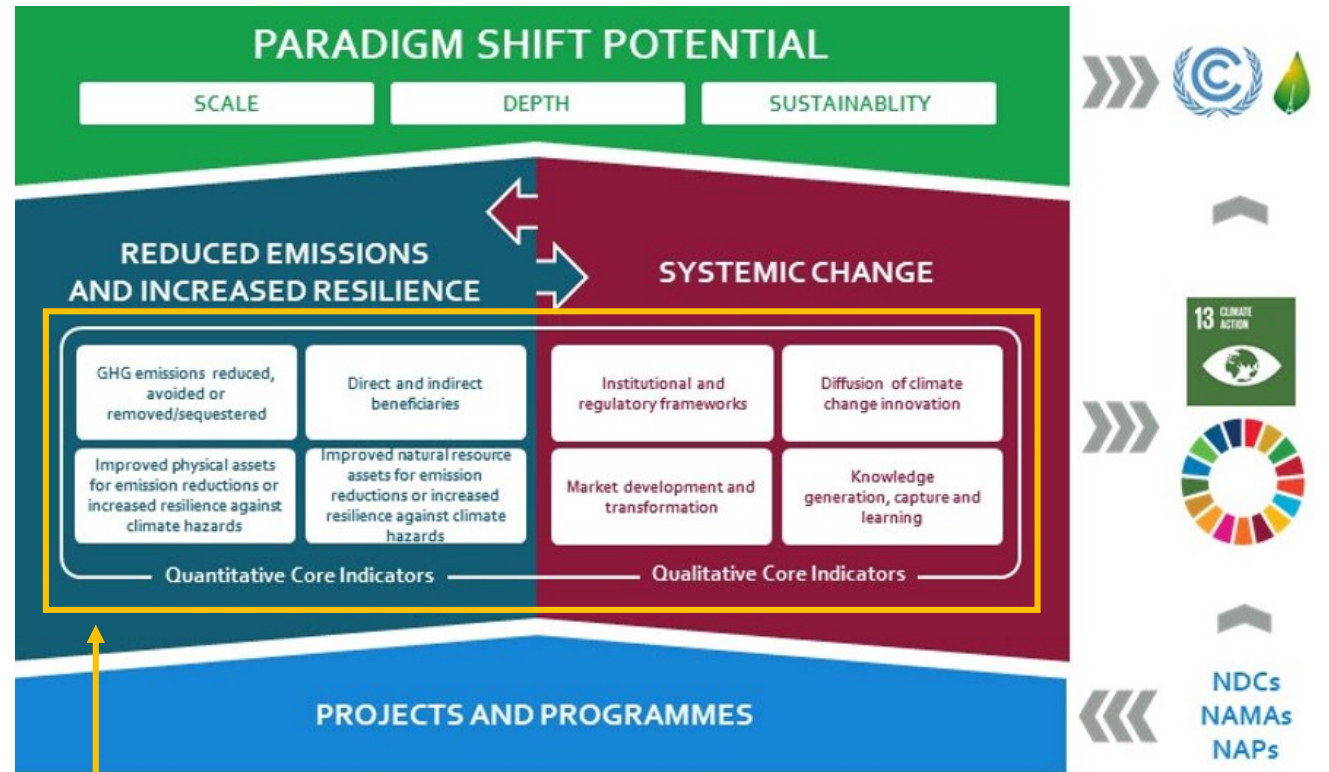 PARADIGM SHIFT POTENTIAL
SCALE
DEPTH
SUSTAINABLITY
REDUCED EMISSIONS
AND INCREASED RESILIENCE
SYSTEMIC CHANGE
GHG emissions reduced,
avoided or
removed/sequestered
Direct and indirect
beneficiaries
Institutional and
regulatory frameworks
Diffusion of climate
change innovation
Improved physical assets
for emission reductions or
increased resilience against
climate hazards
Improved natural resource
assets for emission
reductions or increased
resilience against climate
hazards
Market development and
transformation
Knowledge
generation, capture and
learning
Quantitative Core Indicators
Qualitative Core Indicators
PROJECTS AND PROGRAMMES
13 CLIMATE
ACTION
NDCs
NAMAs
NAPs